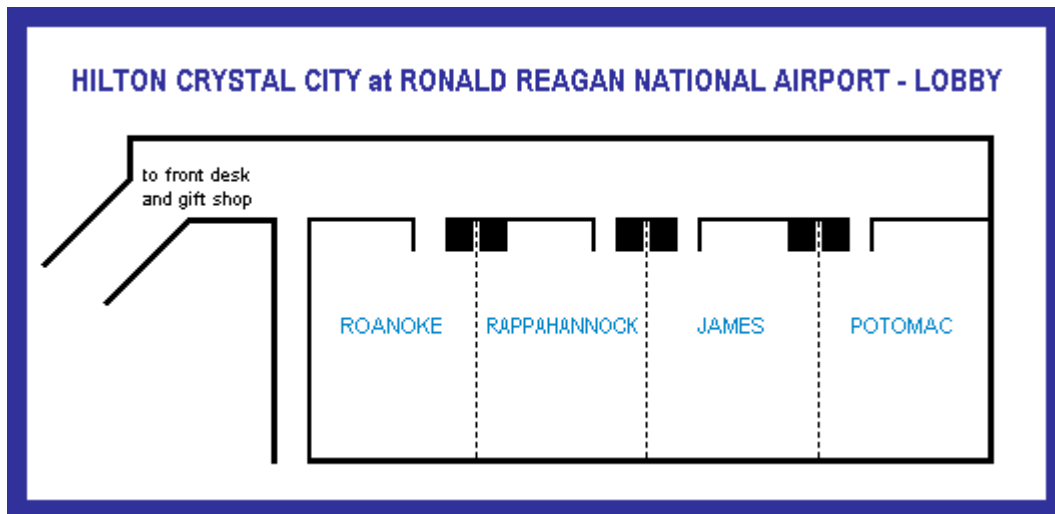 HILTON CRYSTAL CITY at RONALD REAGAN NATIONAL AIRPORT - LOBBY
to front desk
and gift shop
ROANOKE
RAPPAHANNOCK
JAMES
POTOMAC